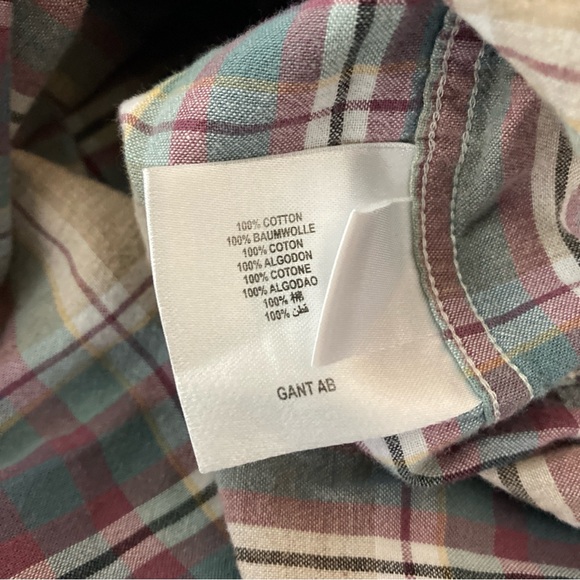 100% COTTON
100% BAUMWOLLE
100% COTON
100% ALGODON
100% COTONE
100% ALGODAO
100% 棉
100% قطن
GANT AB